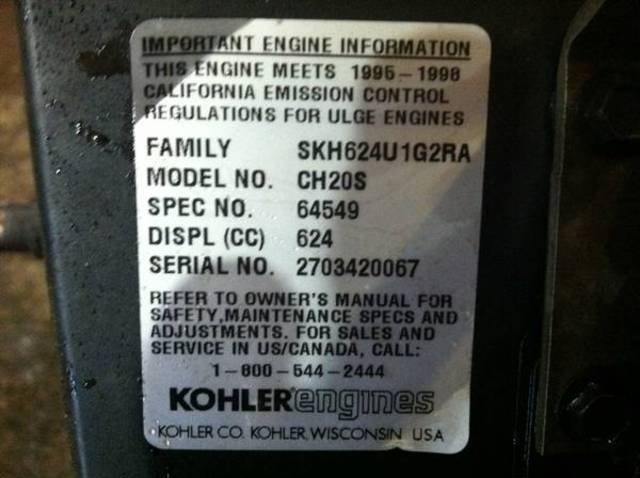 IMPORTANT ENGINE INFORMATION
THIS ENGINE MEETS 1995-1998
CALIFORNIA EMISSION CONTROL
REGULATIONS FOR ULGE ENGINES
FAMILY SKH624U1G2RA
MODEL NO. CH20S
SPEC NO. 64549
DISPL (CC) 624
SERIAL NO. 2703420067
REFER TO OWNER'S MANUAL FOR
SAFETY,MAINTENANCE SPECS AND
ADJUSTMENTS. FOR SALES AND
SERVICE IN US/CANADA, CALL:
1-800-544-2444
KOHLER® engines
KOHLER CO. KOHLER, WISCONSIN USA